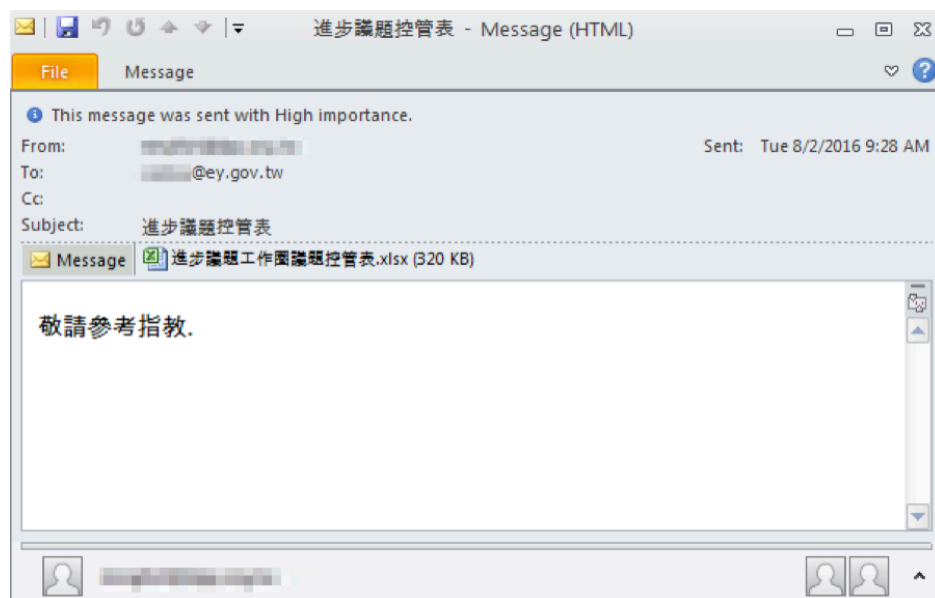 進步議題控管表 - Message (HTML)
File Message
This message was sent with High importance.
From: Sent: Tue 8/2/2016 9:28 AM
To: @ey.gov.tw
Cc:
Subject: 進步議題控管表
Message 進步議題工作圈議題控管表.xlsx (320 KB)
敬請參考指教.